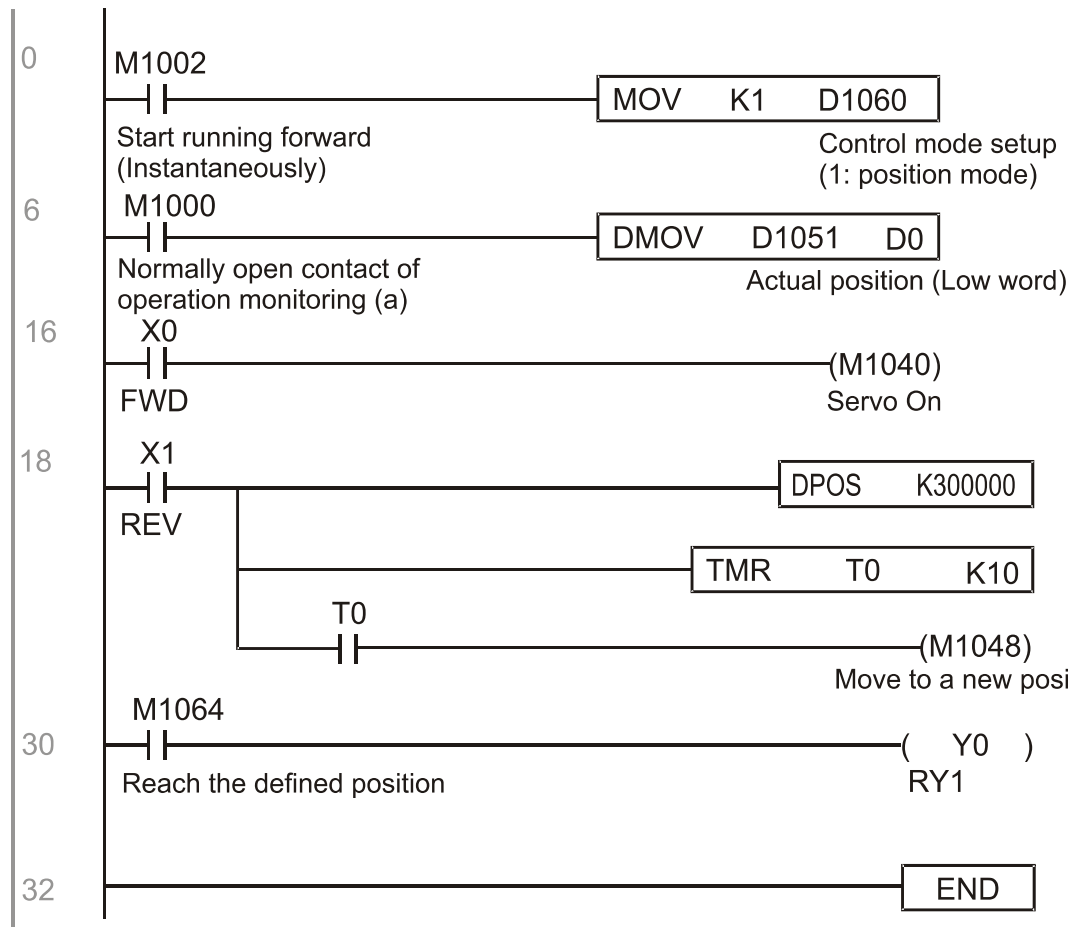 0
M1002
MOV K1 D1060
Start running forward
(Instantaneously)
Control mode setup
(1: position mode)
6
M1000
DMOV D1051 D0
Normally open contact of
operation monitoring (a)
Actual position (Low word)
16
X0
(M1040)
FWD
Servo On
18
X1
DPOS K300000
REV
TMR T0 K10
T0
(M1048)
Move to a new posi
M1064
30
( Y0 )
RY1
Reach the defined position
32
END